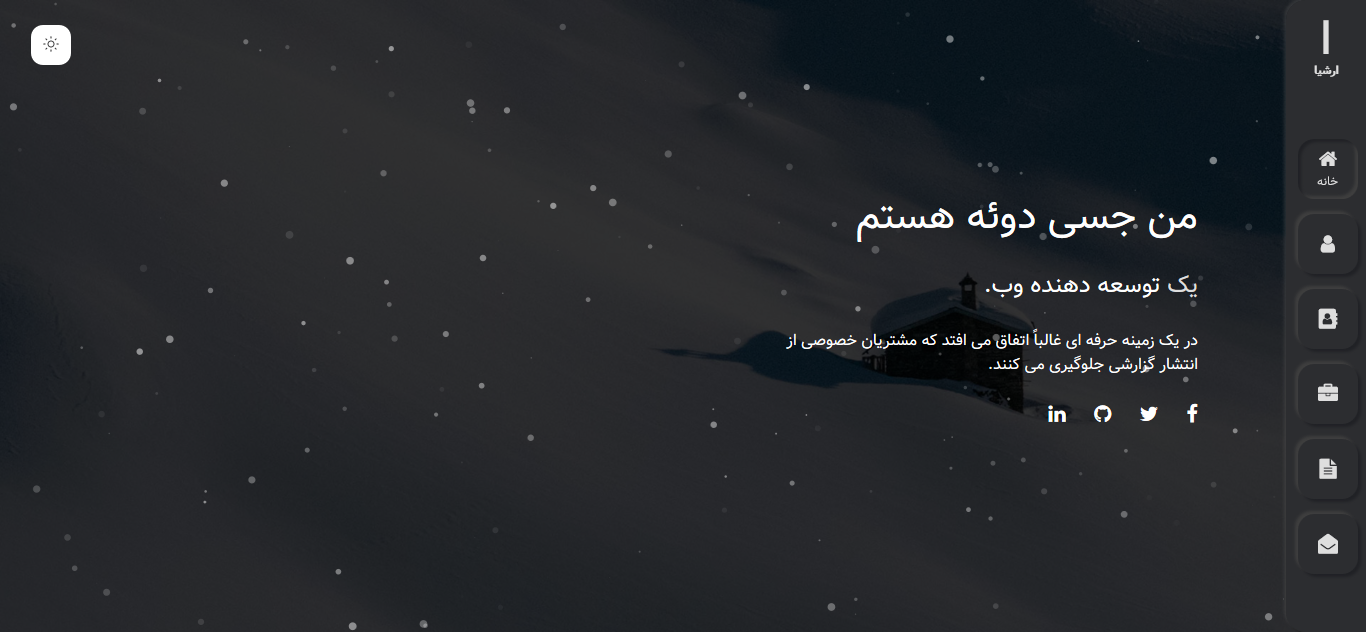 ا
ارشیا
خانه
من جسی دوئه هستم
یک توسعه دهنده وب.
در یک زمینه حرفه ای غالباً اتفاق می افتد که مشتریان خصوصی از
انتشار گزارشی جلوگیری می کنند.